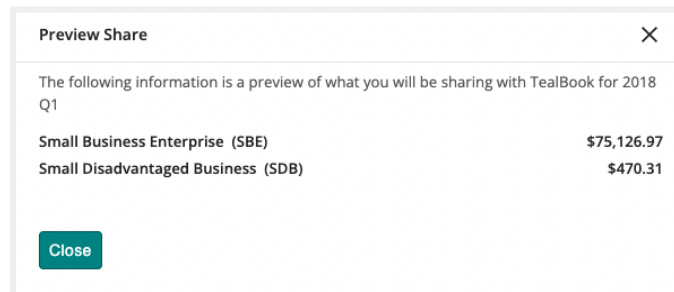 Preview Share
The following information is a preview of what you will be sharing with TealBook for 2018
Q1
Small Business Enterprise (SBE) $75,126.97
Small Disadvantaged Business (SDB) $470.31
Close